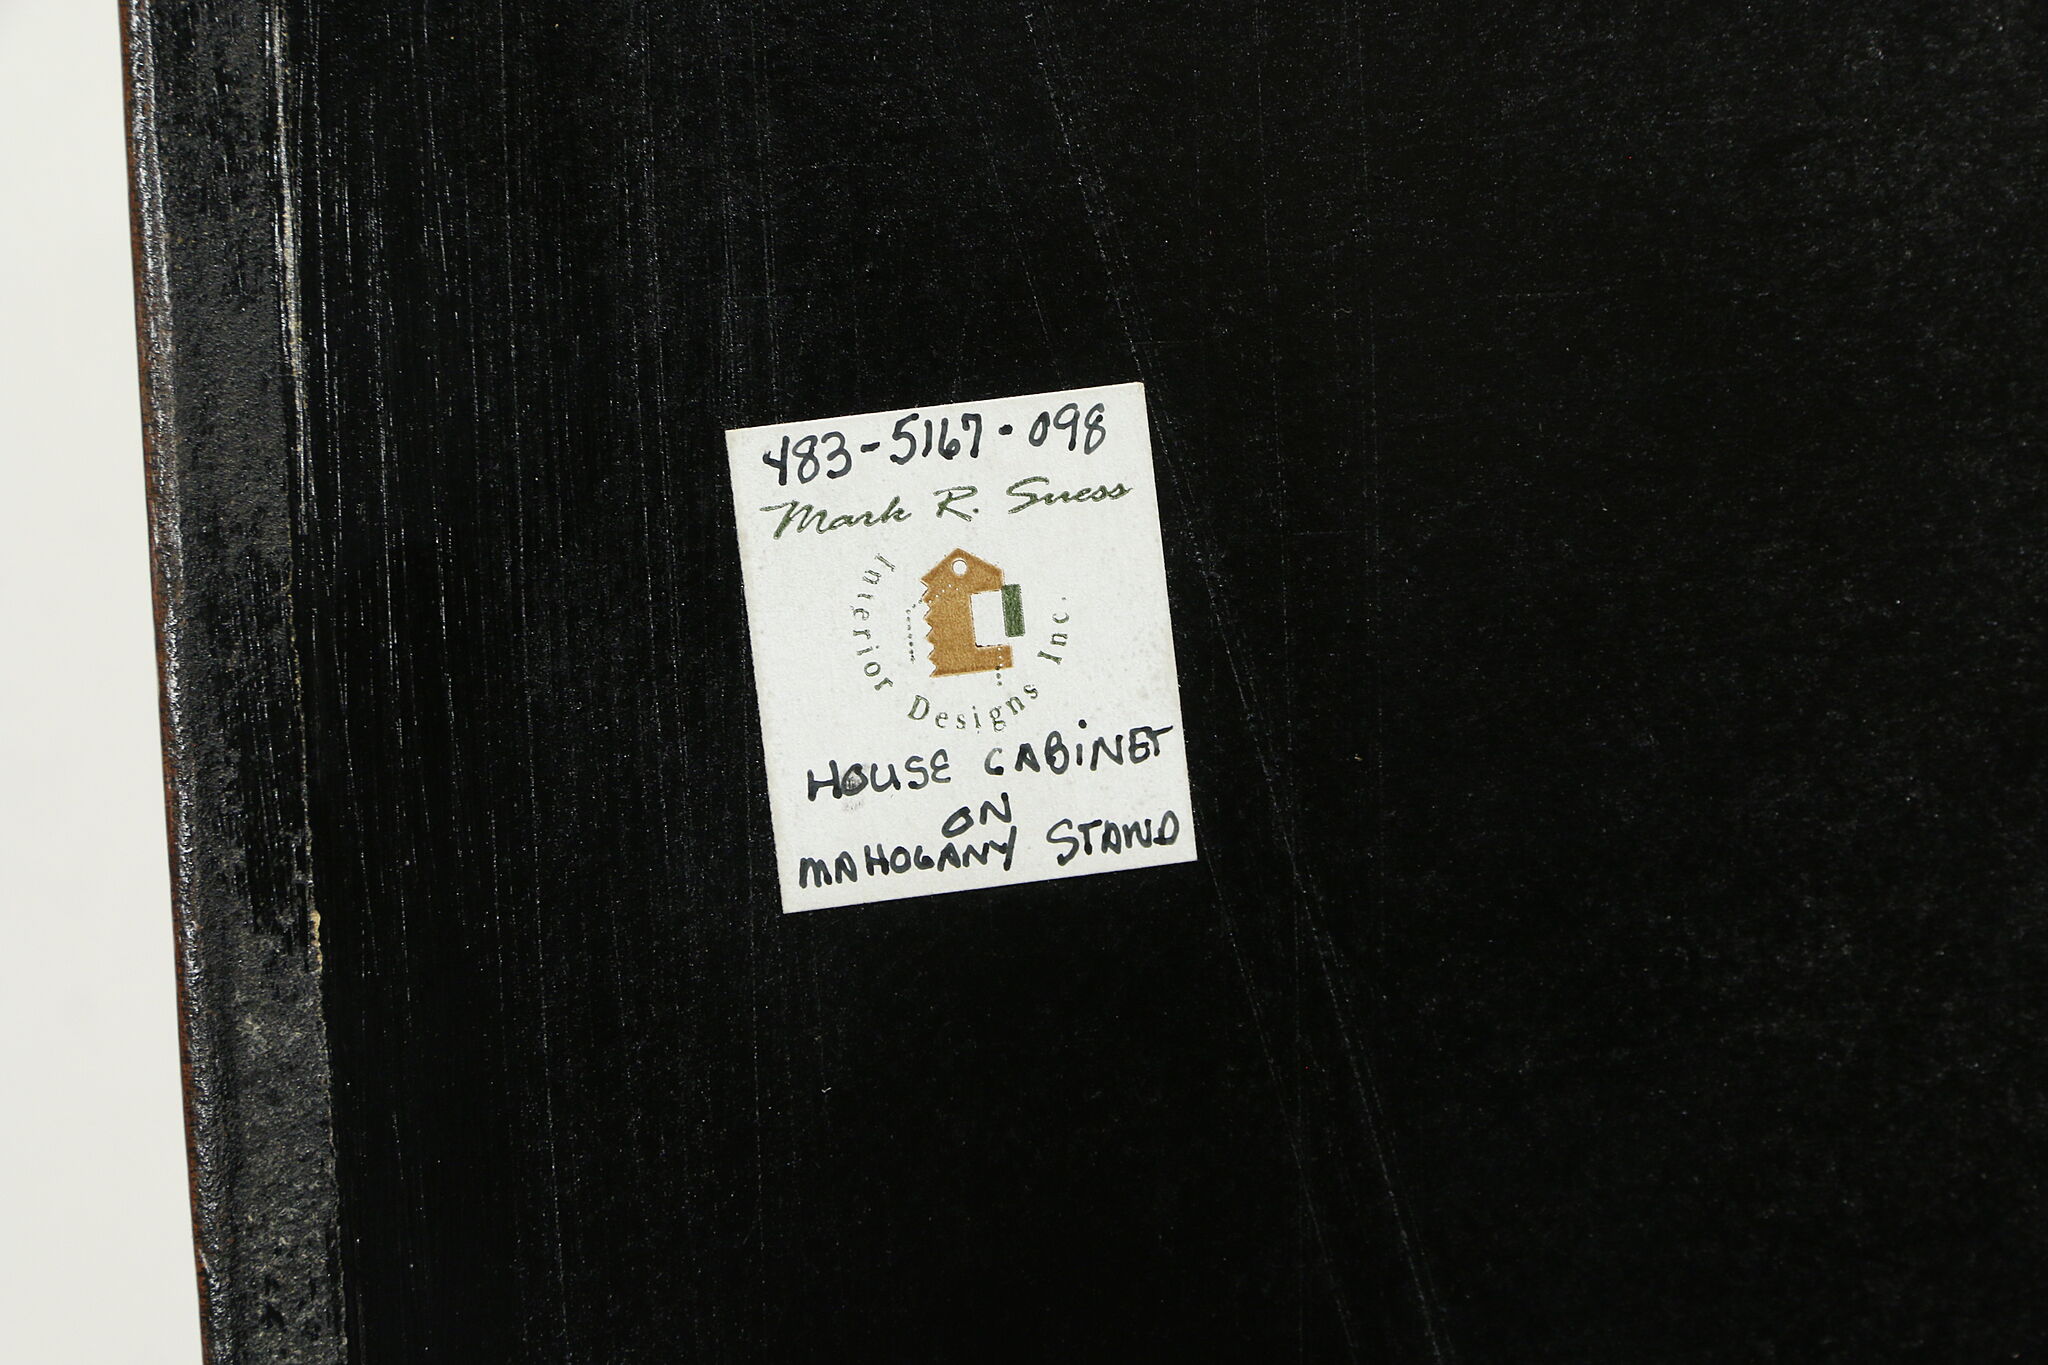 483-5167-098
Mark R. Suess
Interior Designs Inc.
HOUSE CABINET
ON
MAHOGANY STAND